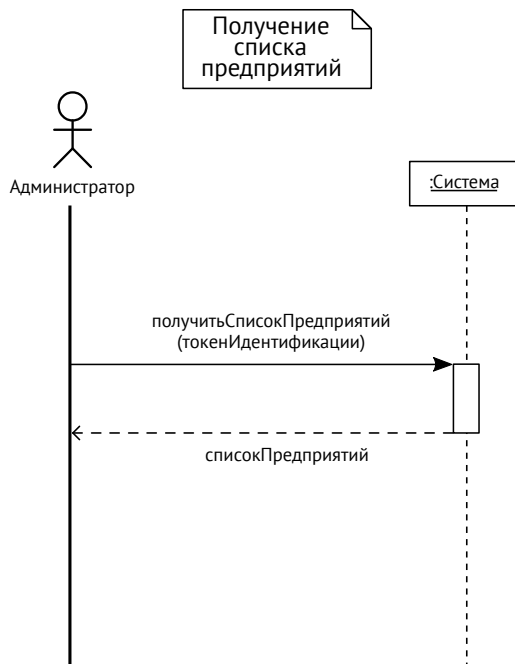 Получение
списка
предприятий
Администратор
:Система
получитьСписокПредприятий
(токенИдентификации)
списокПредприятий